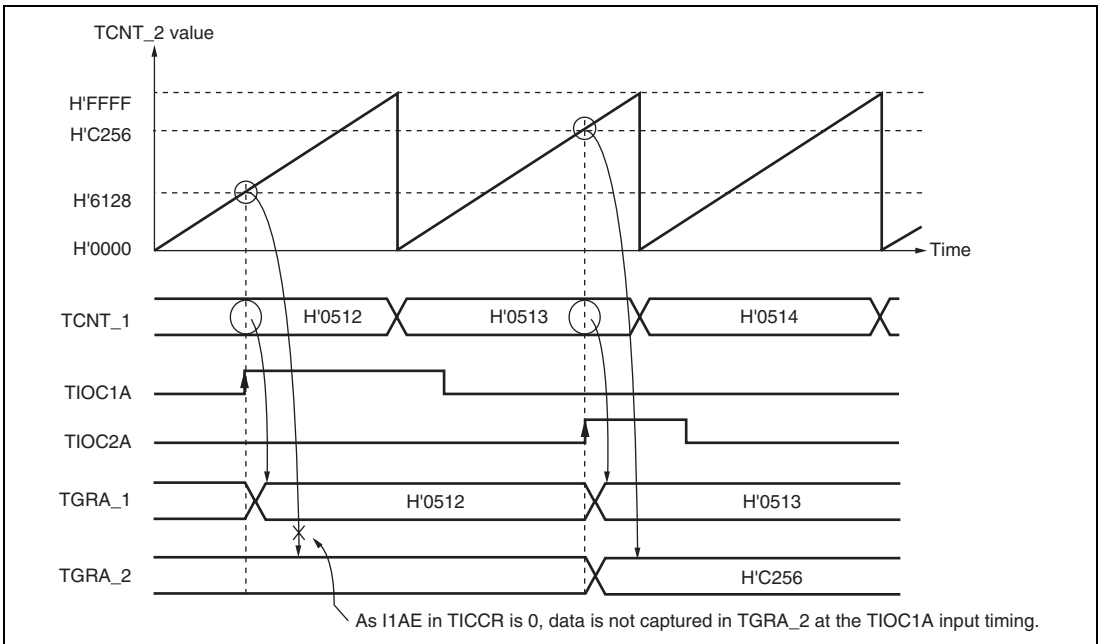 TCNT_2 value
H'FFFF
H'C256
H'6128
H'0000
Time
TCNT_1
H'0512
H'0513
H'0514
TIOC1A
TIOC2A
TGRA_1
H'0512
H'0513
TGRA_2
H'C256
As I1AE in TICCR is 0, data is not captured in TGRA_2 at the TIOC1A input timing.